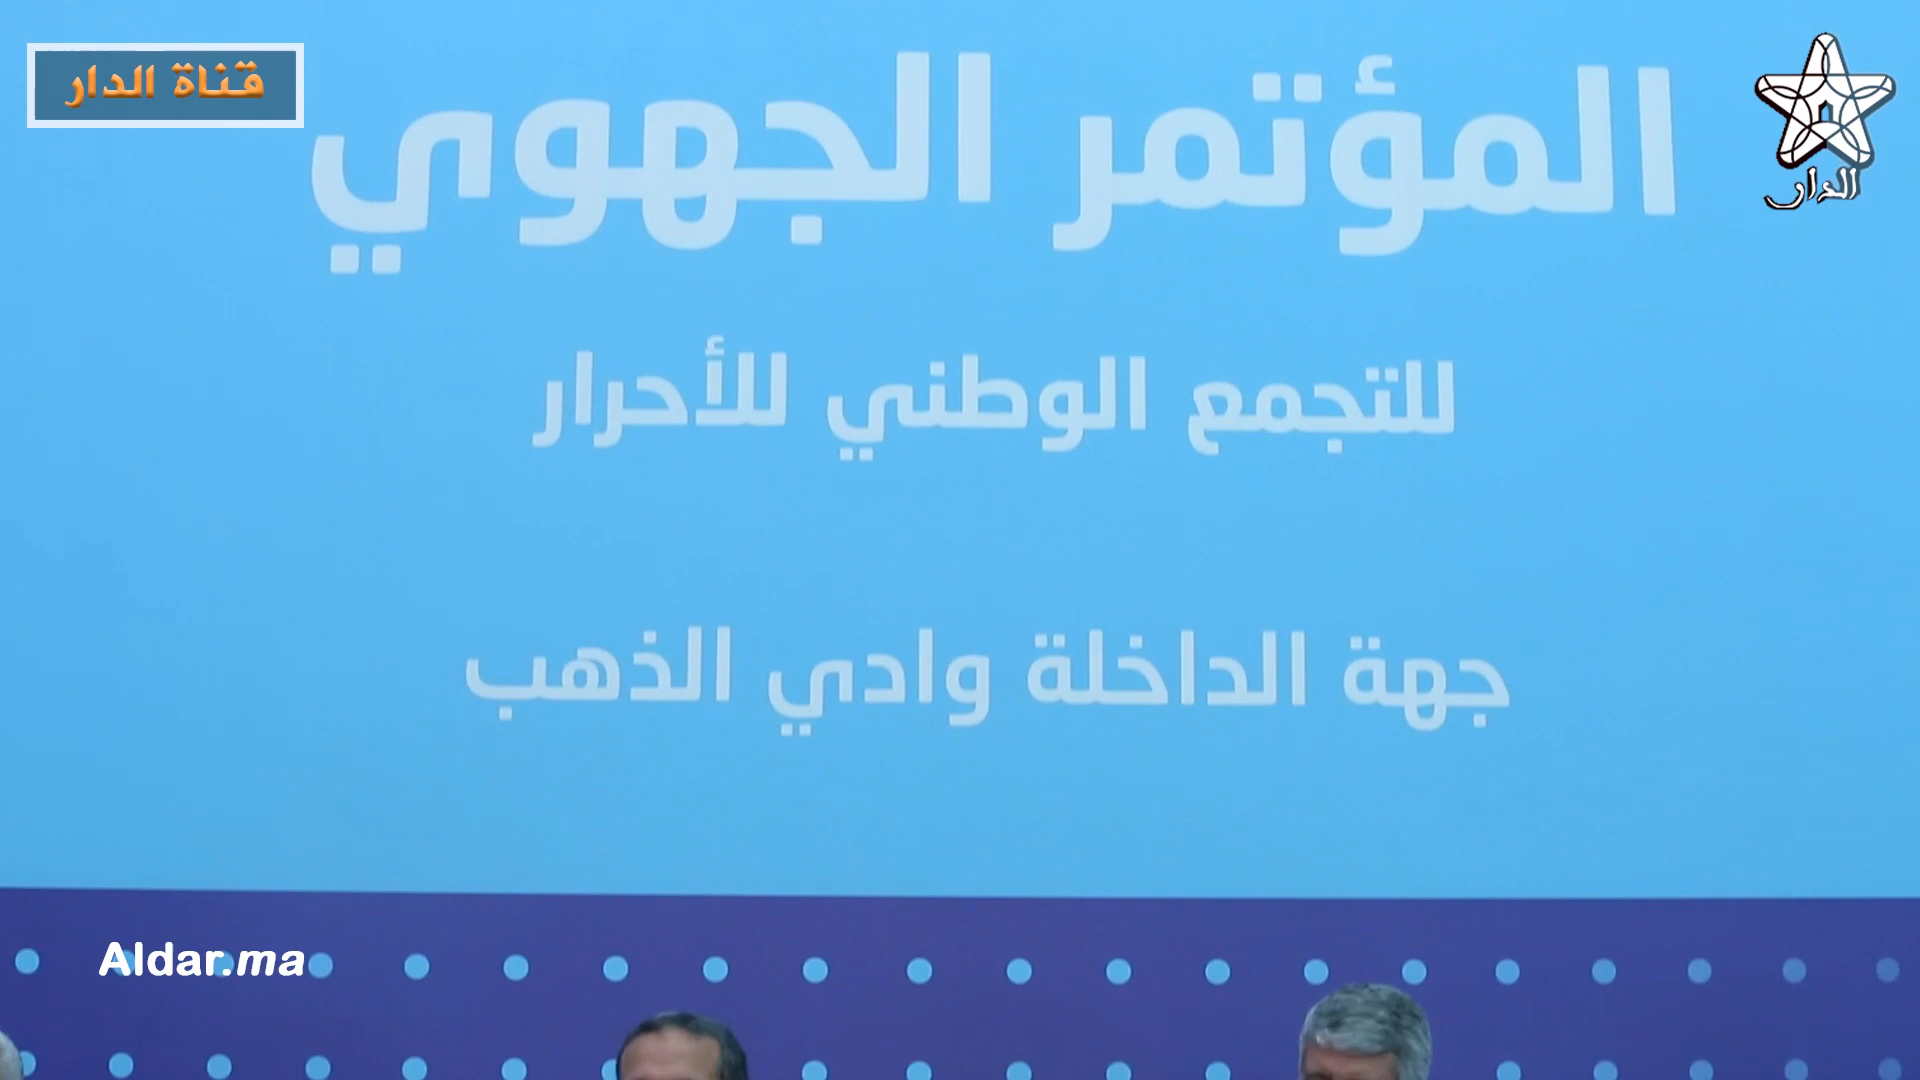 قناة الدار
الدار
المؤتمر الجهوي
للتجمع الوطني للأحرار
جهة الداخلة وادي الذهب
Aldar.ma